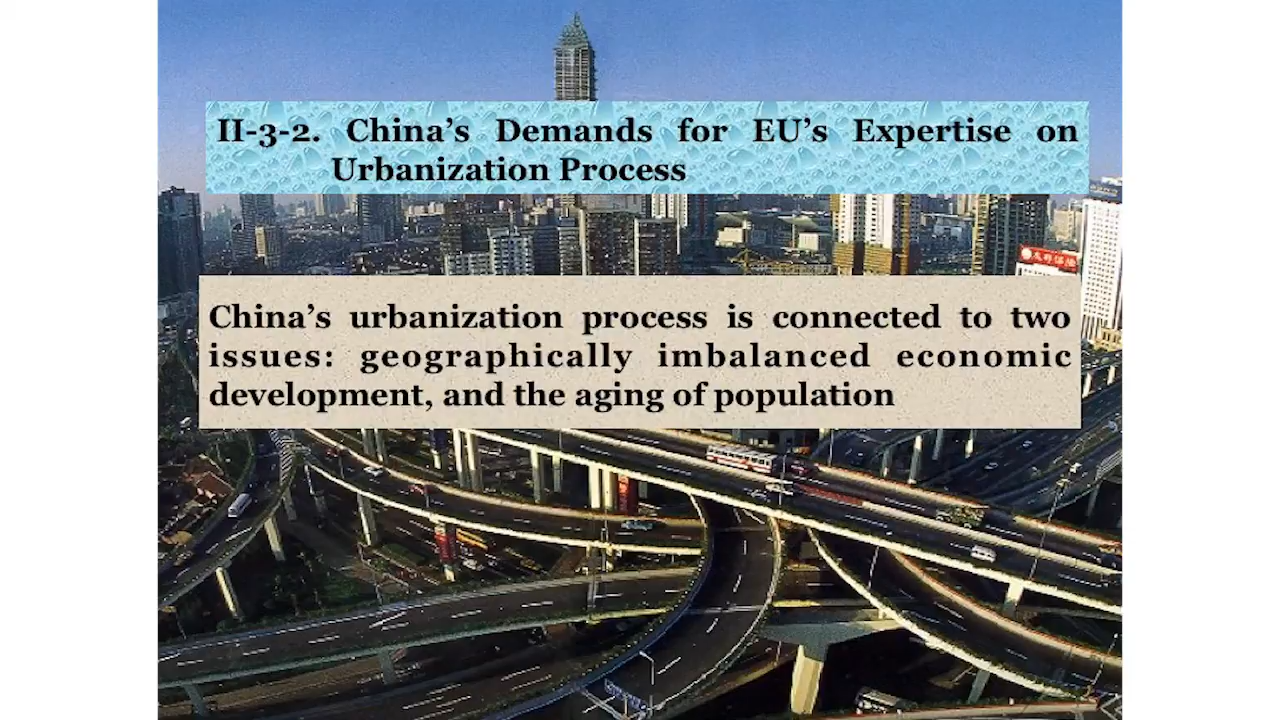 II-3-2. China’s Demands for EU’s Expertise on
Urbanization Process
China’s urbanization process is connected to two
issues: geographically imbalanced economic
development, and the aging of population